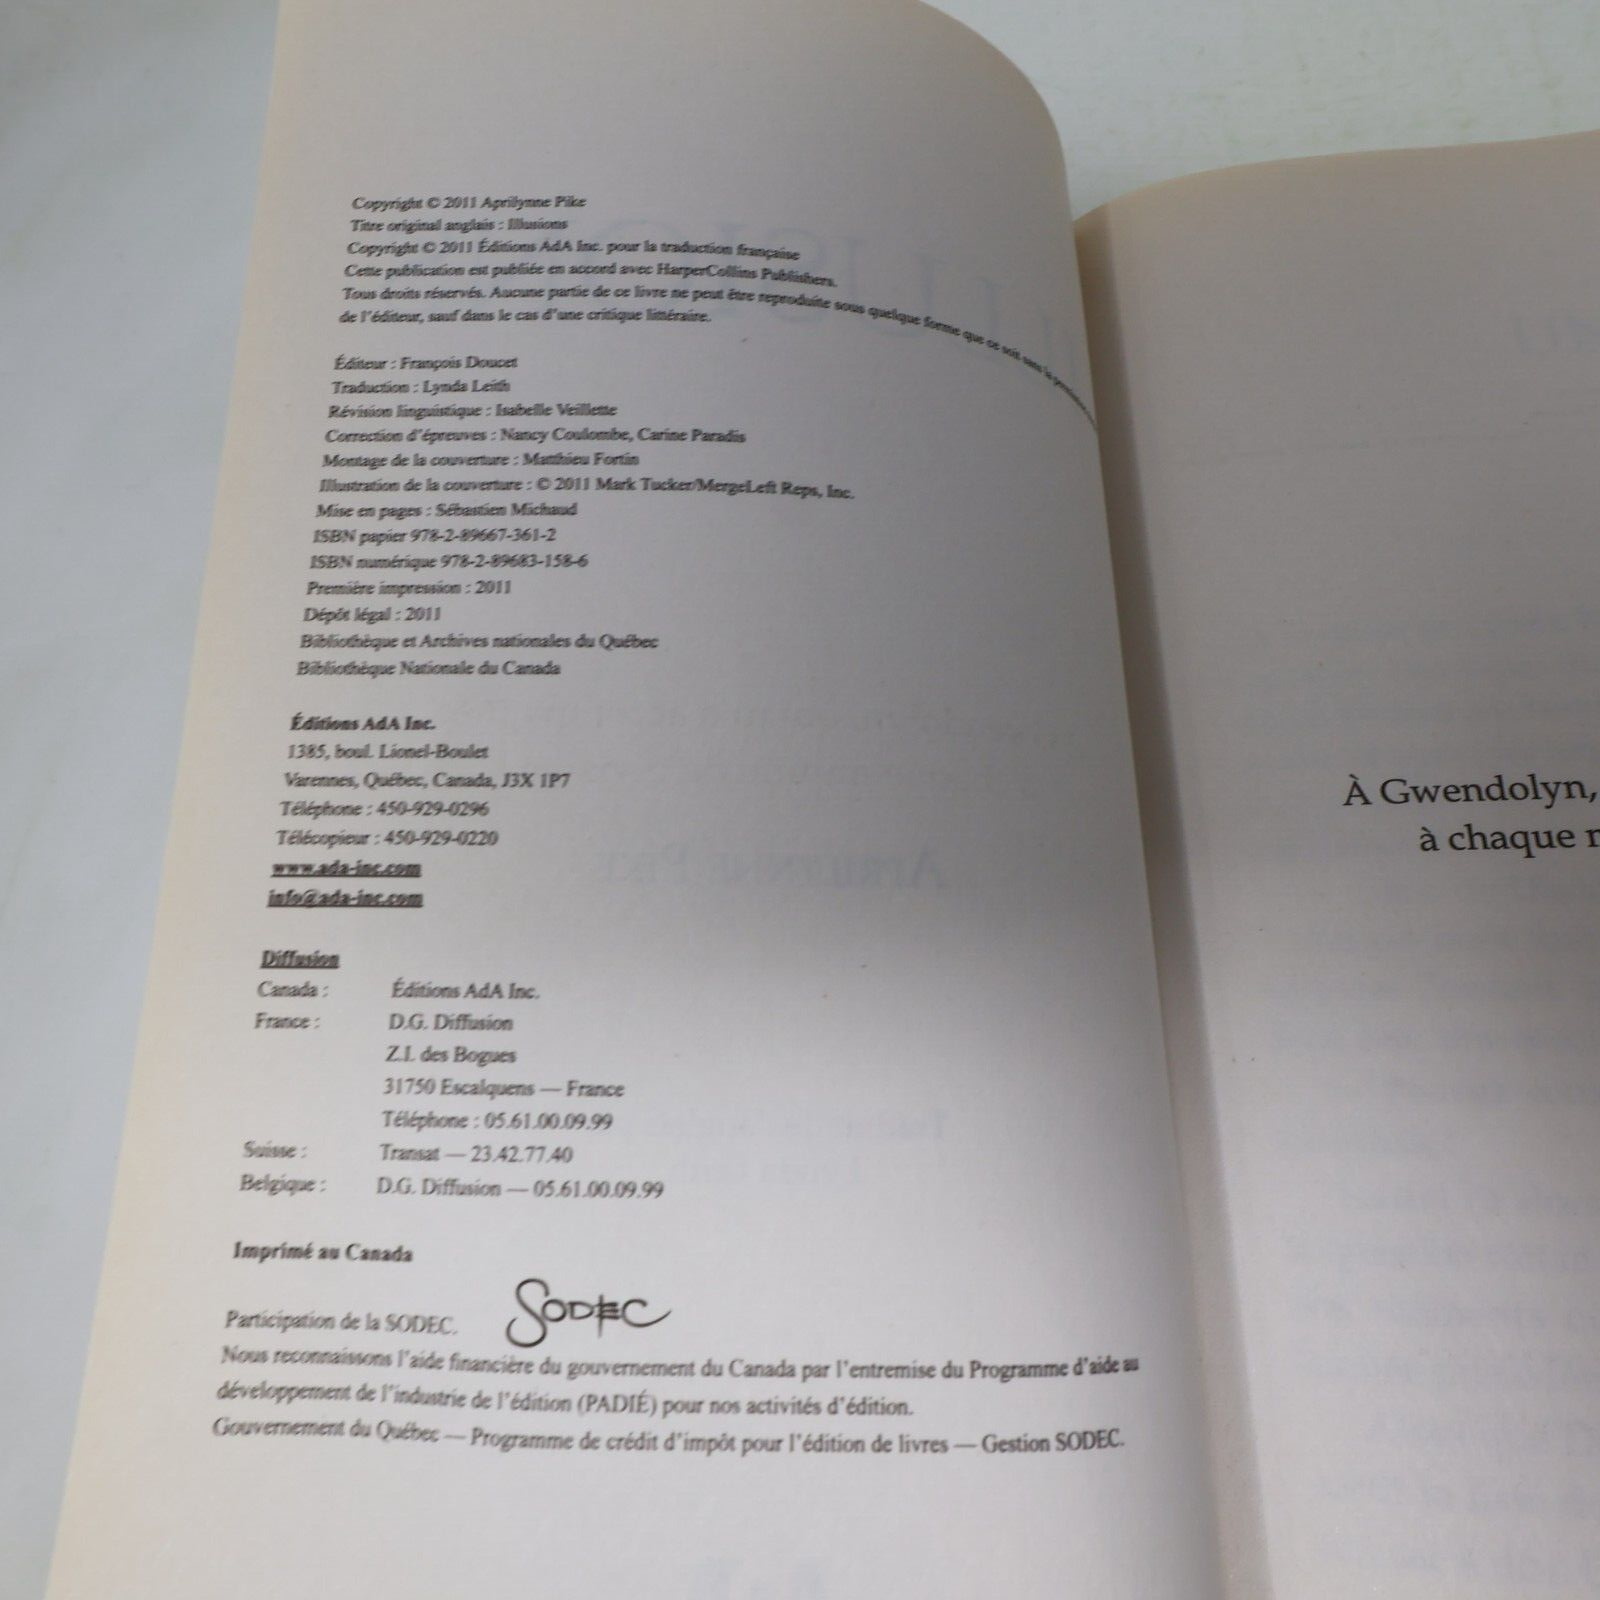 Copyright © 2011 Aprilynne Pike
Titre original anglais : Illusions
Copyright © 2011 Éditions AdA Inc. pour la traduction française
Cette publication est publiée en accord avec HarperCollins Publishers.
Tous droits réservés. Aucune partie de ce livre ne peut être reproduite sous quelque forme que ce soit sans la
de l'éditeur, sauf dans le cas d'une critique littéraire.
Éditeur : François Doucet
Traduction : Lynda Leith
Révision linguistique : Isabelle Veillette
Correction d'épreuves : Nancy Coulombe, Carine Paradis
Montage de la couverture : Matthieu Fortin
Illustration de la couverture : © 2011 Mark Tucker/MergeLeft Reps, Inc.
Mise en pages : Sébastien Michaud
ISBN papier 978-2-89667-361-2
ISBN numérique 978-2-89683-158-6
Première impression : 2011
Dépôt légal : 2011
Bibliothèque et Archives nationales du Québec
Bibliothèque Nationale du Canada
Éditions AdA Inc.
1385, boul. Lionel-Boulet
Varennes, Québec, Canada, J3X 1P7
Téléphone : 450-929-0296
Télécopieur : 450-929-0220
www.ada-inc.com
info@ada-inc.com
Diffusion
Canada : Éditions AdA Inc.
France : D.G. Diffusion
Z.I. des Bogues
31750 Escalquens — France
Téléphone : 05.61.00.09.99
Suisse : Transat — 23.42.77.40
Belgique : D.G. Diffusion — 05.61.00.09.99
Imprimé au Canada
Participation de la SODEC. SODEC
Nous reconnaissons l'aide financière du gouvernement du Canada par l'entremise du Programme d'aide au
développement de l'industrie de l'édition (PADIÉ) pour nos activités d'édition.
Gouvernement du Québec — Programme de crédit d'impôt pour l'édition de livres — Gestion SODEC.
À Gwendolyn,
à chaque